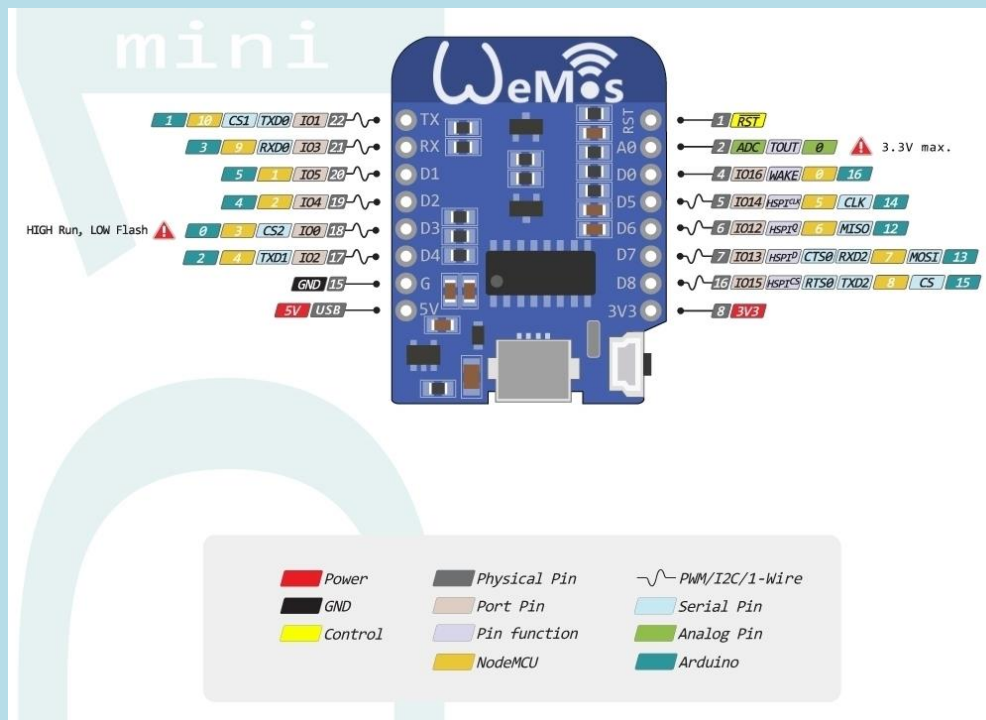 mini
WeMos
1 10 CS1 TXD0 IO1 22 TX
3 9 RXD0 IO3 21 RX
5 1 IO5 20 D1
4 2 IO4 19 D2
HIGH Run, LOW Flash 0 3 CS2 IO0 18 D3
2 4 TXD1 IO2 17 D4
GND 15 G
5V USB 5V
RST 1 RST
A0 2 ADC TOUT 0 3.3V max.
D0 4 IO16 WAKE 0 16
D5 5 IO14 HSPICLK 5 CLK 14
D6 6 IO12 HSPIQ 6 MISO 12
D7 7 IO13 HSPID CTS0 RXD2 7 MOSI 13
D8 16 IO15 HSPICS RTS0 TXD2 8 CS 15
3V3 8 3V3
Power
GND
Control
Physical Pin
Port Pin
Pin function
NodeMCU
PWM/I2C/1-Wire
Serial Pin
Analog Pin
Arduino